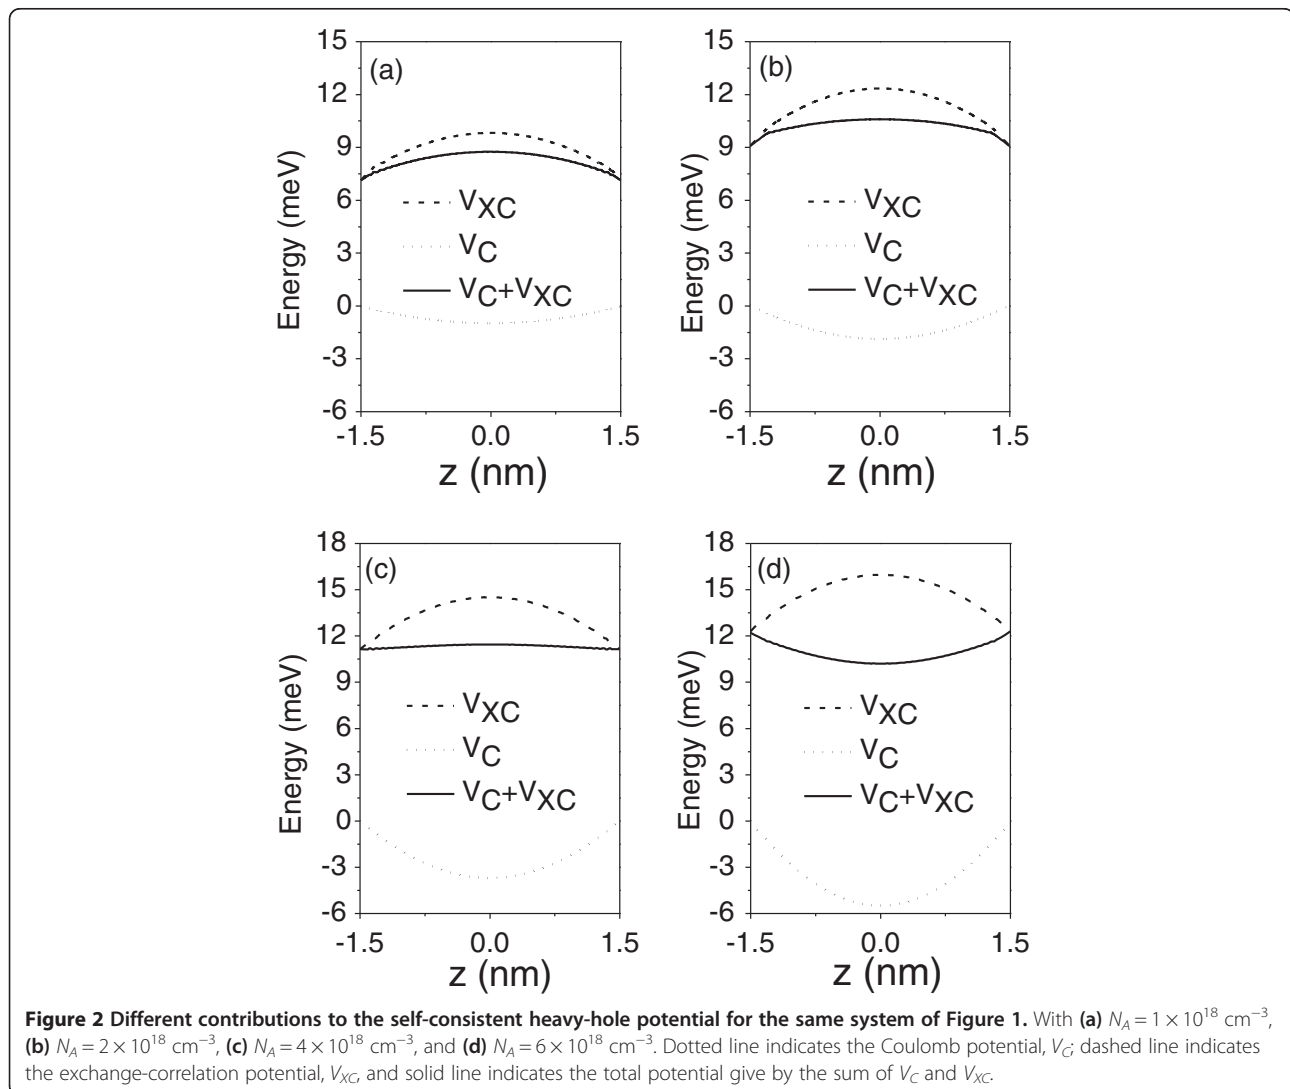 15
12
9
6
3
0
-3
-6
Energy (meV)
(a)
V_XC
V_C
V_C+V_XC
-1.5 0.0 1.5
z (nm)
15
12
9
6
3
0
-3
-6
Energy (meV)
(b)
V_XC
V_C
V_C+V_XC
-1.5 0.0 1.5
z (nm)
18
15
12
9
6
3
0
-3
-6
Energy (meV)
(c)
V_XC
V_C
V_C+V_XC
-1.5 0.0 1.5
z (nm)
18
15
12
9
6
3
0
-3
-6
Energy (meV)
(d)
V_XC
V_C
V_C+V_XC
-1.5 0.0 1.5
z (nm)
Figure 2 Different contributions to the self-consistent heavy-hole potential for the same system of Figure 1. With (a) N_A = 1 × 10^18 cm^−3,
(b) N_A = 2 × 10^18 cm^−3, (c) N_A = 4 × 10^18 cm^−3, and (d) N_A = 6 × 10^18 cm^−3. Dotted line indicates the Coulomb potential, V_C; dashed line indicates
the exchange-correlation potential, V_XC, and solid line indicates the total potential give by the sum of V_C and V_XC.